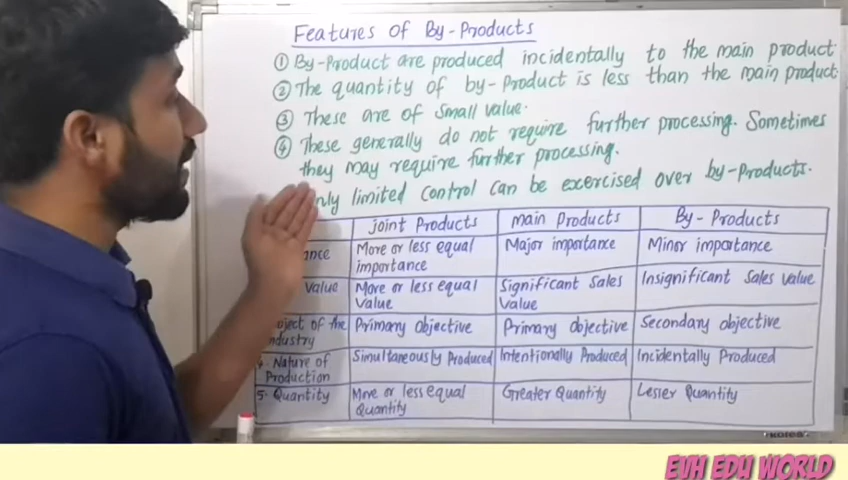 Features of By-Products
① By-Product are produced incidentally to the main product.
② The quantity of by-Product is less than the main product.
③ These are of small value.
④ These generally do not require further processing. Sometimes
they may require further processing.
only limited control can be exercised over by-Products.
joint Products main Products By-Products
More or less equal Major importance Minor importance
importance
value More or less equal Significant Sales Insignificant Sales value
value value
of the Primary objective Primary objective Secondary objective
4. Nature of Simultaneously Produced Intentionally Produced Incidentally Produced
Production
5. Quantity More or less equal Greater Quantity Lesser Quantity
Quantity
EVH EDU WORLD